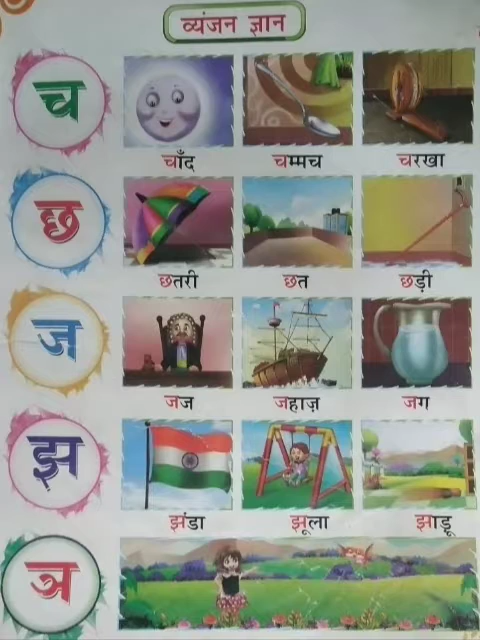 व्यंजन ज्ञान
च
चाँद चम्मच चरखा
छ
छतरी छत छड़ी
ज
जज जहाज़ जग
झ
झंडा झूला झाड़ू
ञ